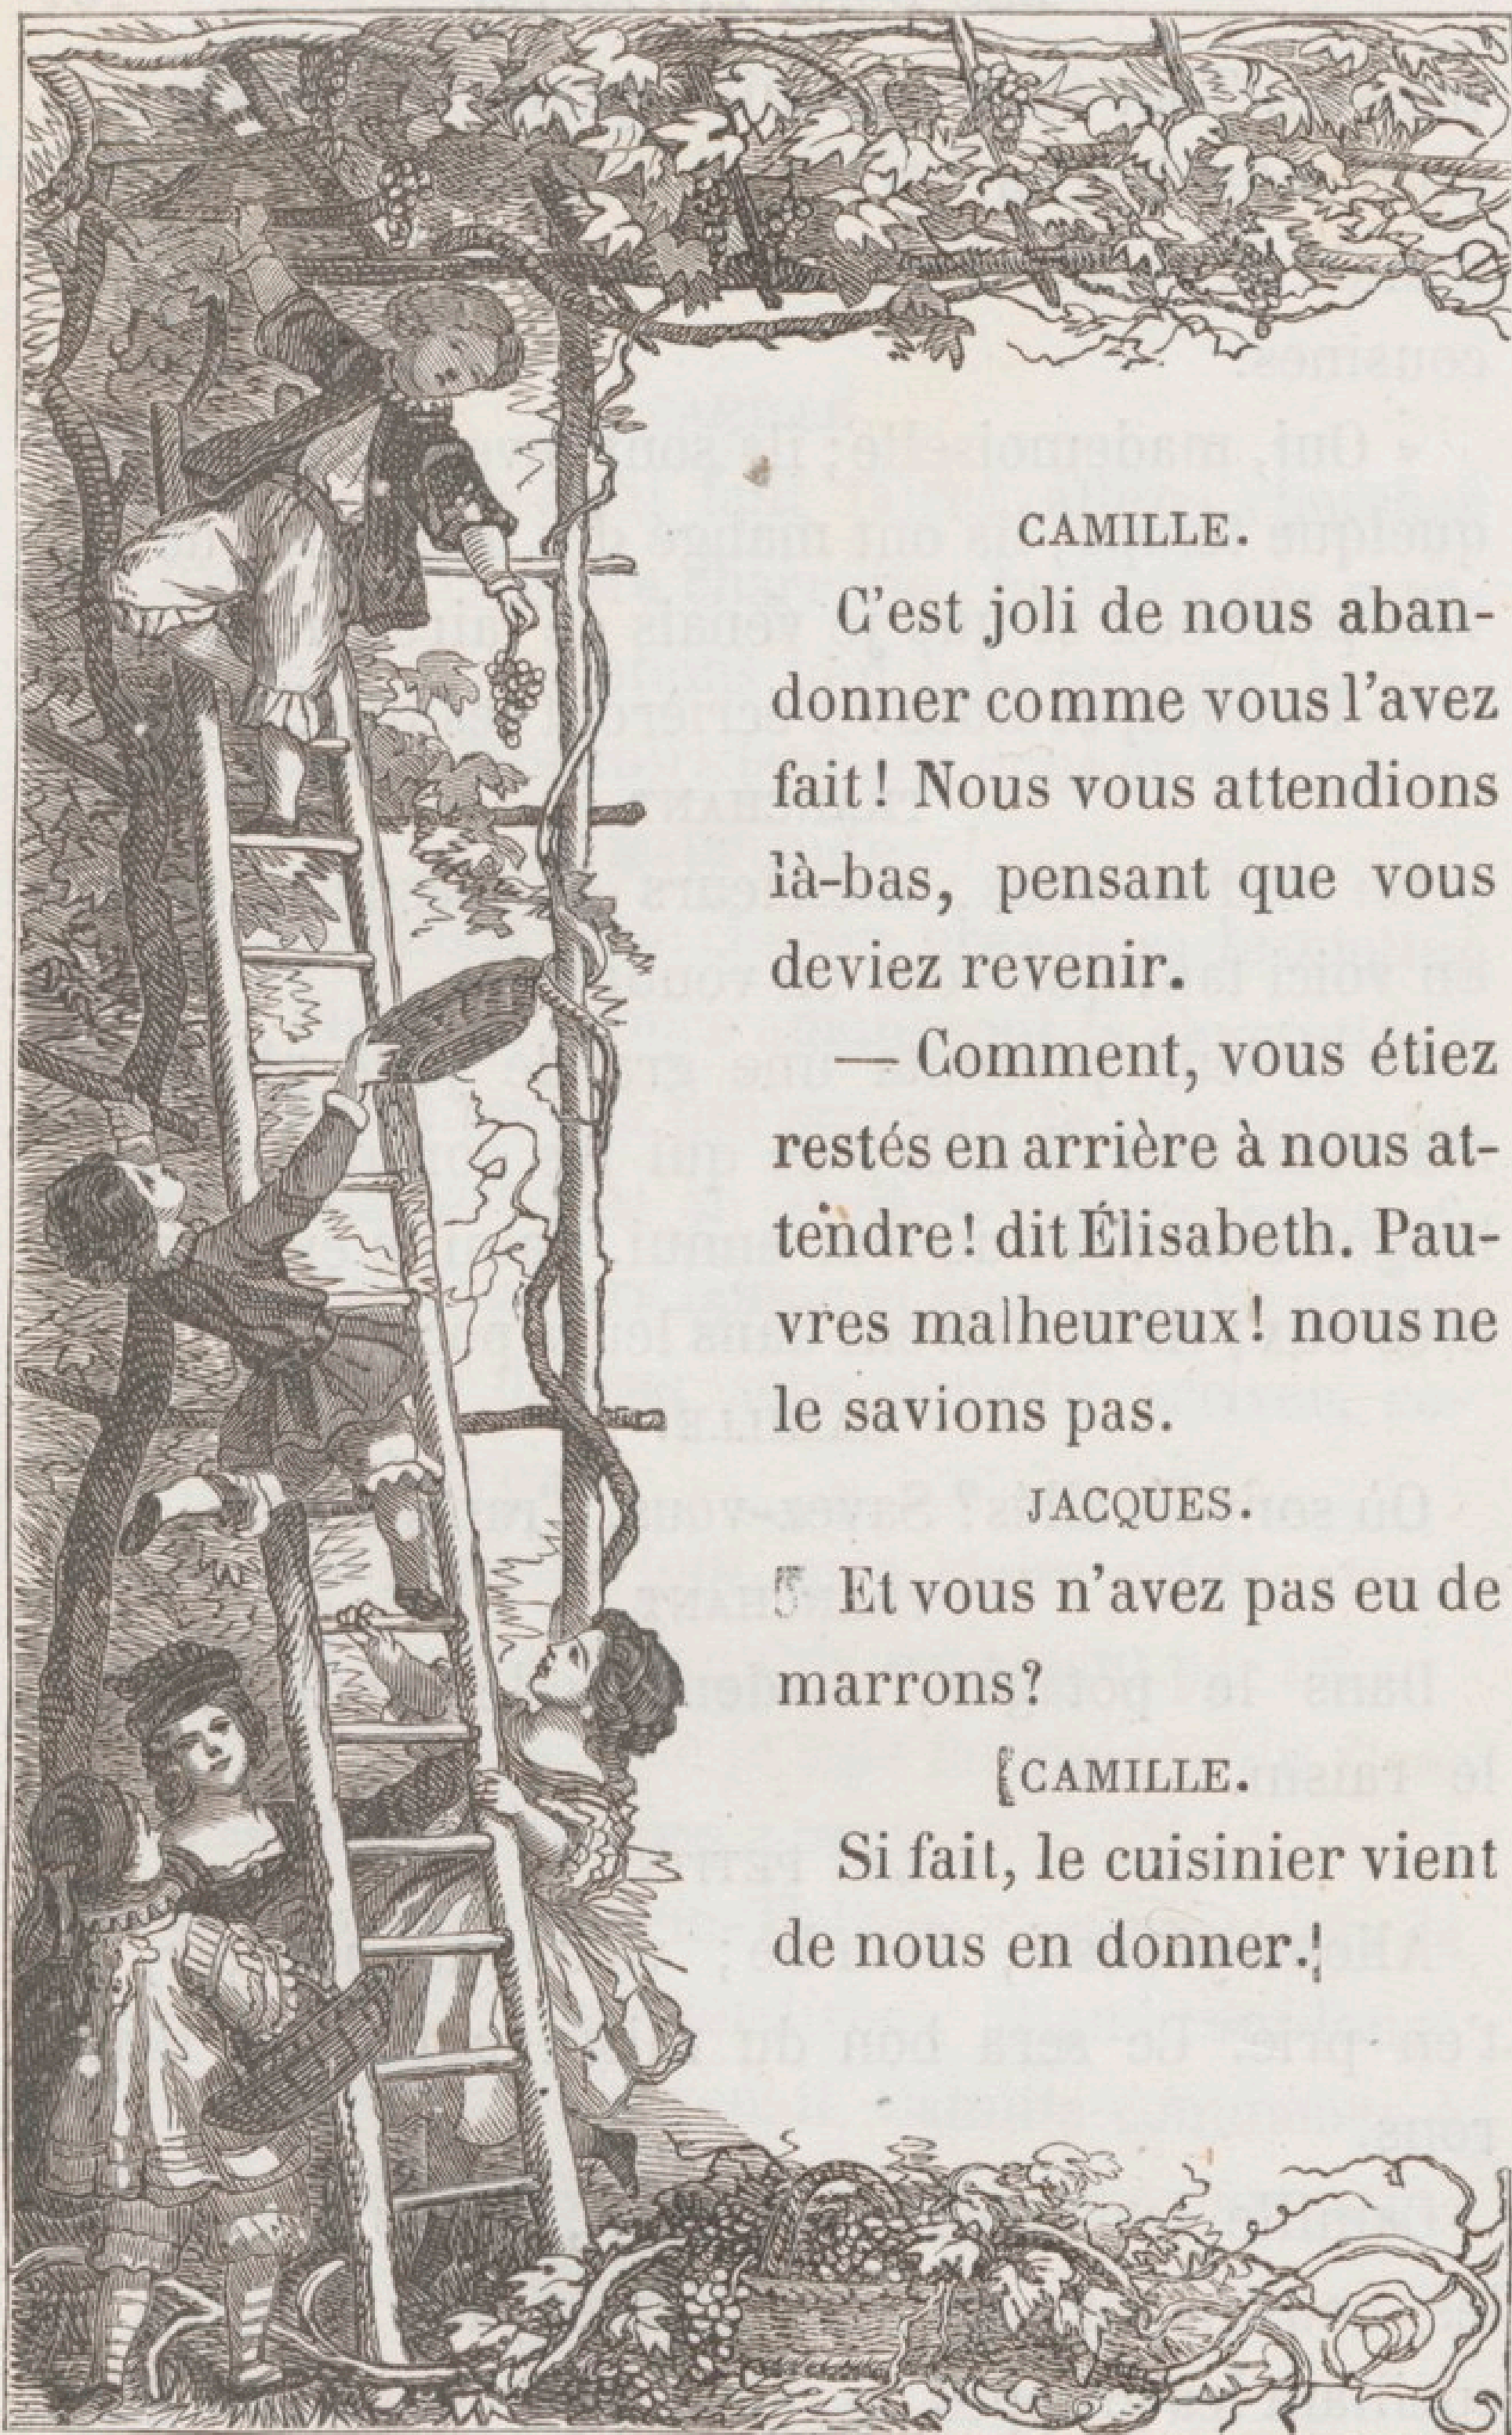 CAMILLE.
C'est joli de nous aban-
donner comme vous l'avez
fait! Nous vous attendions
là-bas, pensant que vous
deviez revenir.
— Comment, vous étiez
restés en arrière à nous at-
tendre! dit Élisabeth. Pau-
vres malheureux! nous ne
le savions pas.
JACQUES.
Et vous n'avez pas eu de
marrons?
CAMILLE.
Si fait, le cuisinier vient
de nous en donner.